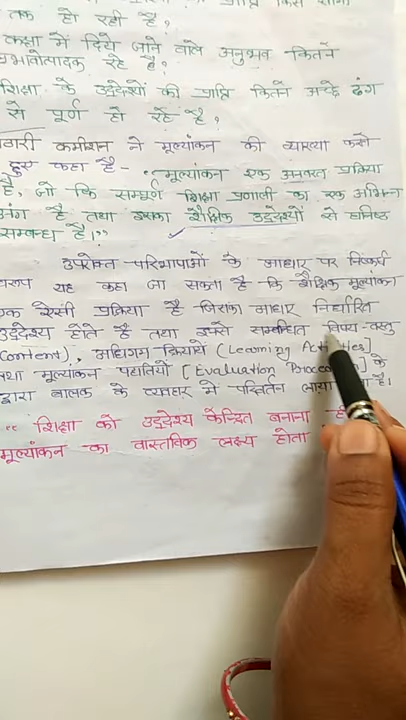 की प्राप्ति किस सीमा
तक हो रही है?
कक्षा में दिये जाने वाले अनुभव कितने
प्रभावोत्पादक रहे है?
शिक्षा के उद्देश्यों की प्राप्ति कितने अच्छे ढंग
से पूर्ण हो रहे है?
कोठारी कमीशन ने मूल्यांकन की व्याख्या करते
हुए कहा है - "मूल्यांकन एक अनवरत प्रक्रिया
है, जो कि सम्पूर्ण शिक्षा प्रणाली का एक अभिन्न
अंग है तथा इसका शैक्षिक उद्देश्यों से घनिष्ठ
सम्बन्ध है।"
उपरोक्त परिभाषाओं के आधार पर निष्कर्ष
स्वरूप यह कहा जा सकता है कि शैक्षिक मूल्यांकन
एक ऐसी प्रक्रिया है जिसका आधार निर्धारित
उद्देश्य होते है तथा इनसे सम्बन्धित विषय-वस्तु
(Content), अधिगम क्रियायें (Learning Activities]
तथा मूल्यांकन पद्धतियों [Evaluation के
द्वारा बालक के व्यवहार में परिवर्तन लाया है।
" शिक्षा को उद्देश्य केन्द्रित बनाना ही
मूल्यांकन का वास्तविक लक्ष्य होता